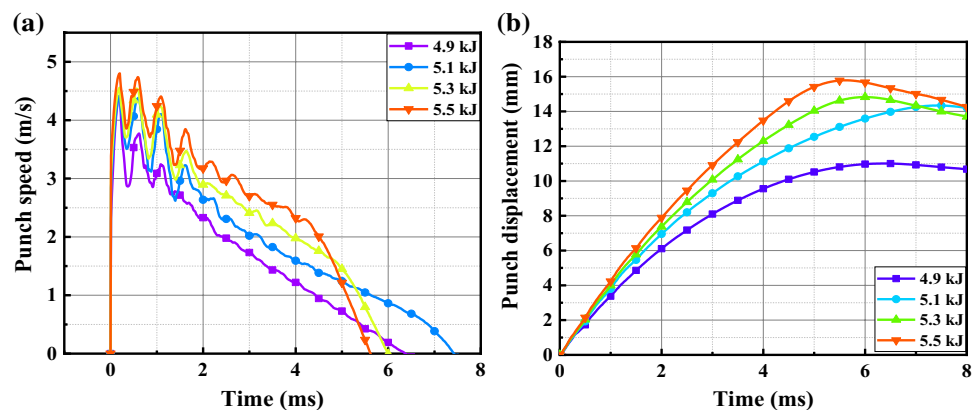 (a)
Punch speed (m/s)
5
4
3
2
1
0
0
2
4
6
8
Time (ms)
4.9 kJ
5.1 kJ
5.3 kJ
5.5 kJ
(b)
Punch displacement (mm)
18
16
14
12
10
8
6
4
2
0
0
2
4
6
8
Time (ms)
4.9 kJ
5.1 kJ
5.3 kJ
5.5 kJ